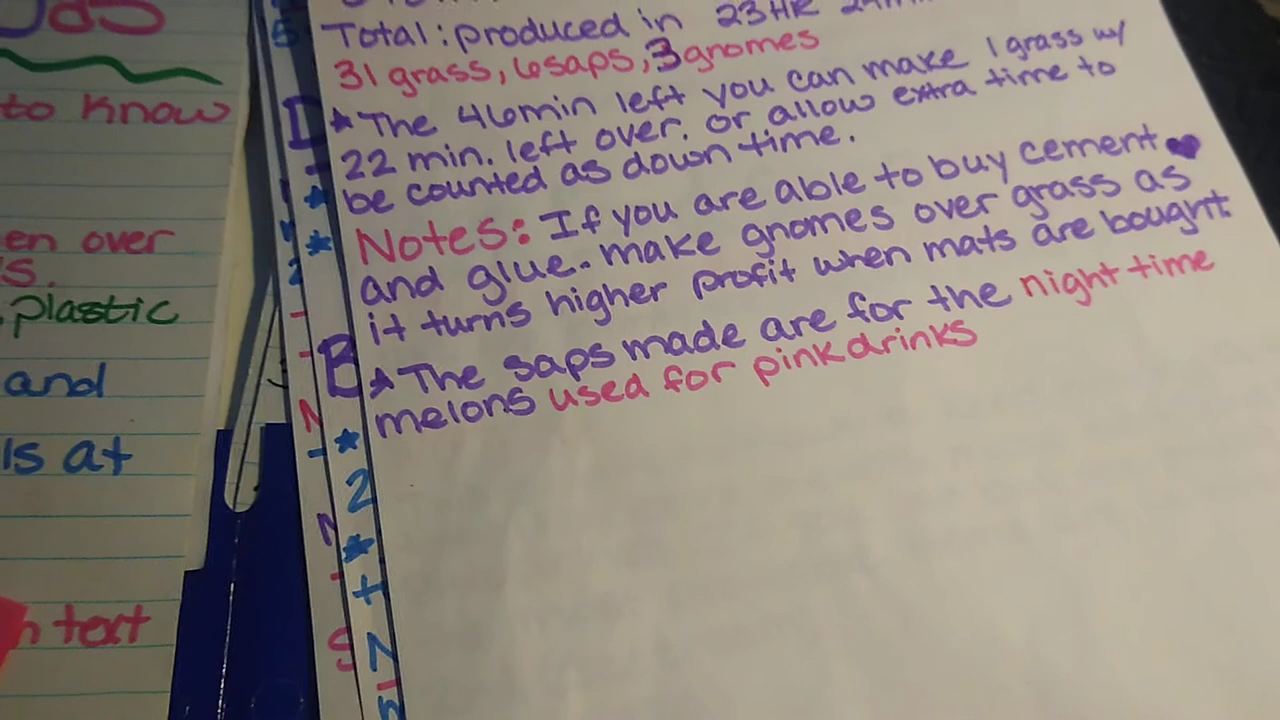 Total: produced in 23HR
31 grass, 6saps, 3gnomes
The 46min left you can make 1 grass w/
22 min. left over. or allow extra time to
be counted as down time.
Notes: If you are able to buy cement
and glue.. make gnomes over grass as
it turns higher profit when mats are bought.
The saps made are for the night time
melons used for pink drinks
to know
en over
s.
plastic
and
ls at
text